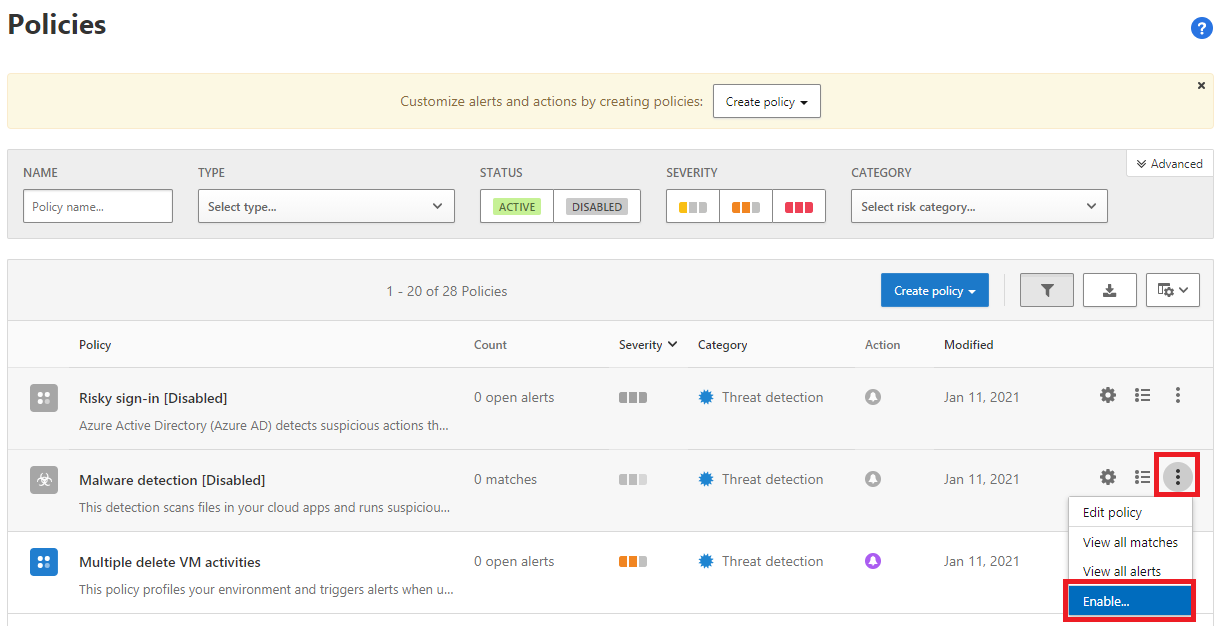 Policies
?
Customize alerts and actions by creating policies:
Create policy
×
NAME
TYPE
STATUS
SEVERITY
CATEGORY
Advanced
Policy name...
Select type...
ACTIVE
DISABLED
Select risk category...
1 - 20 of 28 Policies
Create policy
Policy
Count
Severity
Category
Action
Modified
Risky sign-in [Disabled]
0 open alerts
Threat detection
Jan 11, 2021
Azure Active Directory (Azure AD) detects suspicious actions th...
Malware detection [Disabled]
0 matches
Threat detection
Jan 11, 2021
This detection scans files in your cloud apps and runs suspiciou...
Edit policy
View all matches
View all alerts
Enable...
Multiple delete VM activities
0 open alerts
Threat detection
Jan 11, 2021
This policy profiles your environment and triggers alerts when u...